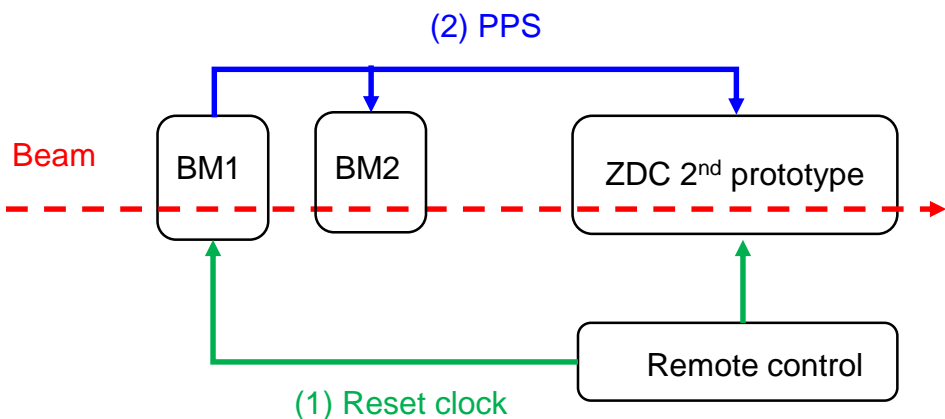 (2) PPS
Beam
BM1
BM2
ZDC 2nd prototype
Remote control
(1) Reset clock